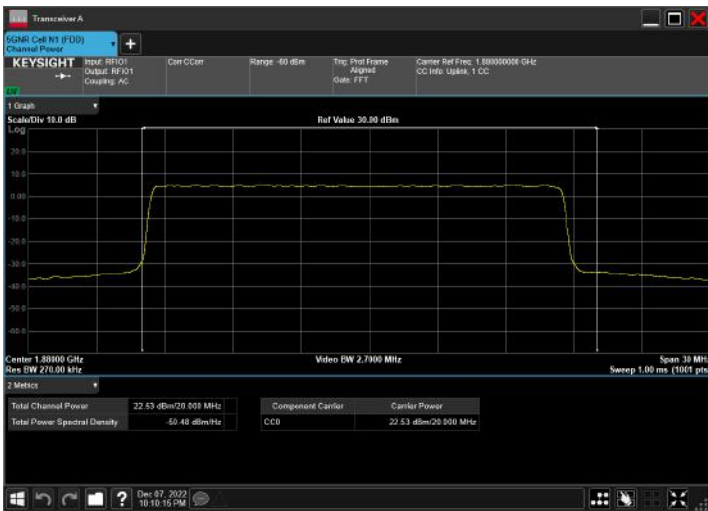 Transceiver A
5GNR Cell N1 (FDD)
Channel Power
KEYSIGHT
Input: RFIO1
Output: RFIO1
Coupling: AC
Corr CCorr
Range: -60 dBm
Trig: Prot Frame
Aligned
Gate: FFT
Carrier Ref Freq: 1.880000000 GHz
CC Info: Uplink, 1 CC
1 Graph
Scale/Div 10.0 dB
Ref Value 30.00 dBm
Log
20.0
10.0
0.00
-10.0
-20.0
-30.0
-40.0
-50.0
-60.0
Center 1.88000 GHz
Video BW 2.7000 MHz
Span 30 MHz
Res BW 270.00 kHz
Sweep 1.00 ms (1001 pts
2 Metrics
Total Channel Power 22.53 dBm/20.000 MHz
Total Power Spectral Density -50.48 dBm/Hz
Component Carrier Carrier Power
CC0 22.53 dBm/20.000 MHz
Dec 07, 2022
10:10:15 PM